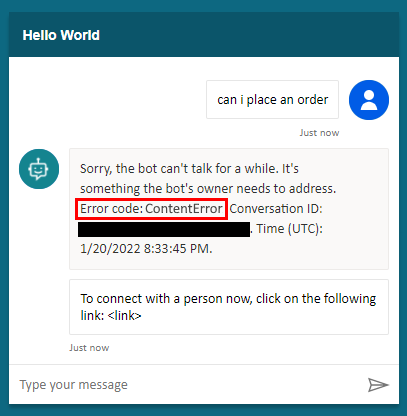 Hello World
can i place an order
Just now
Sorry, the bot can't talk for a while. It's
something the bot's owner needs to address.
Error code: ContentError Conversation ID:
. Time (UTC):
1/20/2022 8:33:45 PM.
To connect with a person now, click on the following
link: <link>
Just now
Type your message